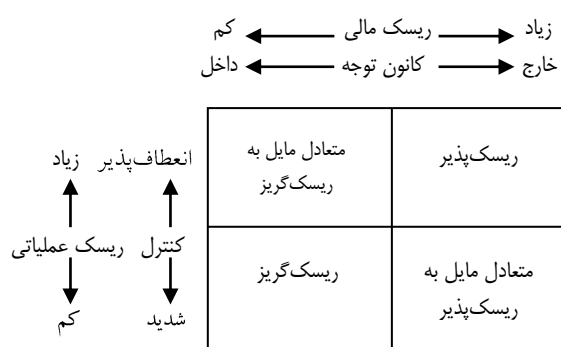 زیاد ریسک مالی کم
خارج کانون توجه داخل
ریسک‌پذیر
متعادل مایل به
ریسک‌گریز
انعطاف‌پذیر زیاد
کنترل ریسک عملیاتی
شدید کم
متعادل مایل به
ریسک‌پذیر
ریسک‌گریز